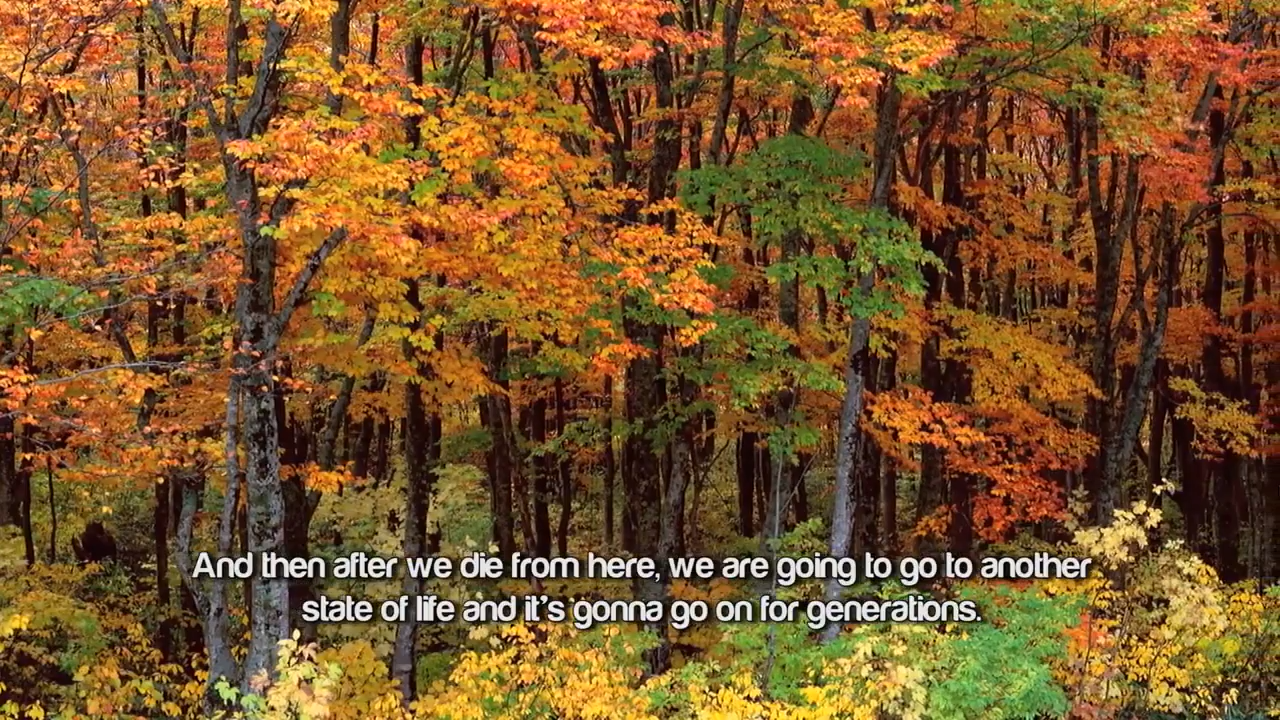 And then after we die from here, we are going to go to another
state of life and it's gonna go on for generations.